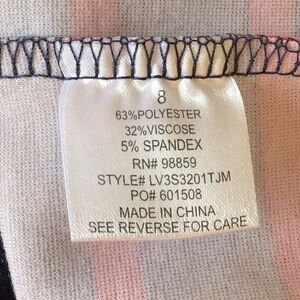 8
63%POLYESTER
32%VISCOSE
5% SPANDEX
RN# 98859
STYLE# LV3S3201TJM
PO# 601508
MADE IN CHINA
SEE REVERSE FOR CARE